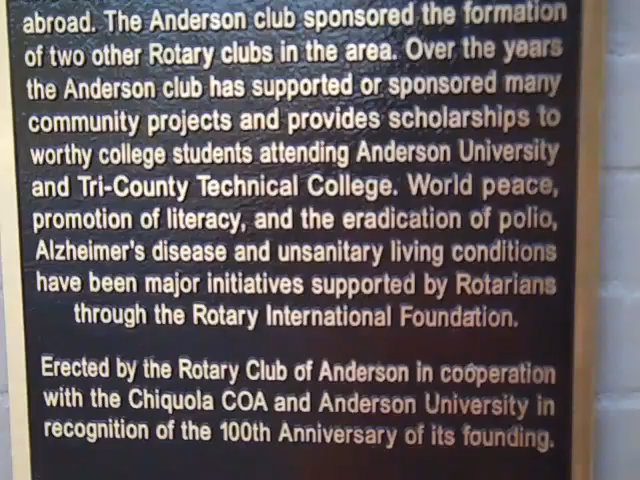 abroad. The Anderson club sponsored the formation
of two other Rotary clubs in the area. Over the years
the Anderson club has supported or sponsored many
community projects and provides scholarships to
worthy college students attending Anderson University
and Tri-County Technical College. World peace,
promotion of literacy, and the eradication of polio,
Alzheimer's disease and unsanitary living conditions
have been major initiatives supported by Rotarians
through the Rotary International Foundation.
Erected by the Rotary Club of Anderson in cooperation
with the Chiquola COA and Anderson University in
recognition of the 100th Anniversary of its founding.